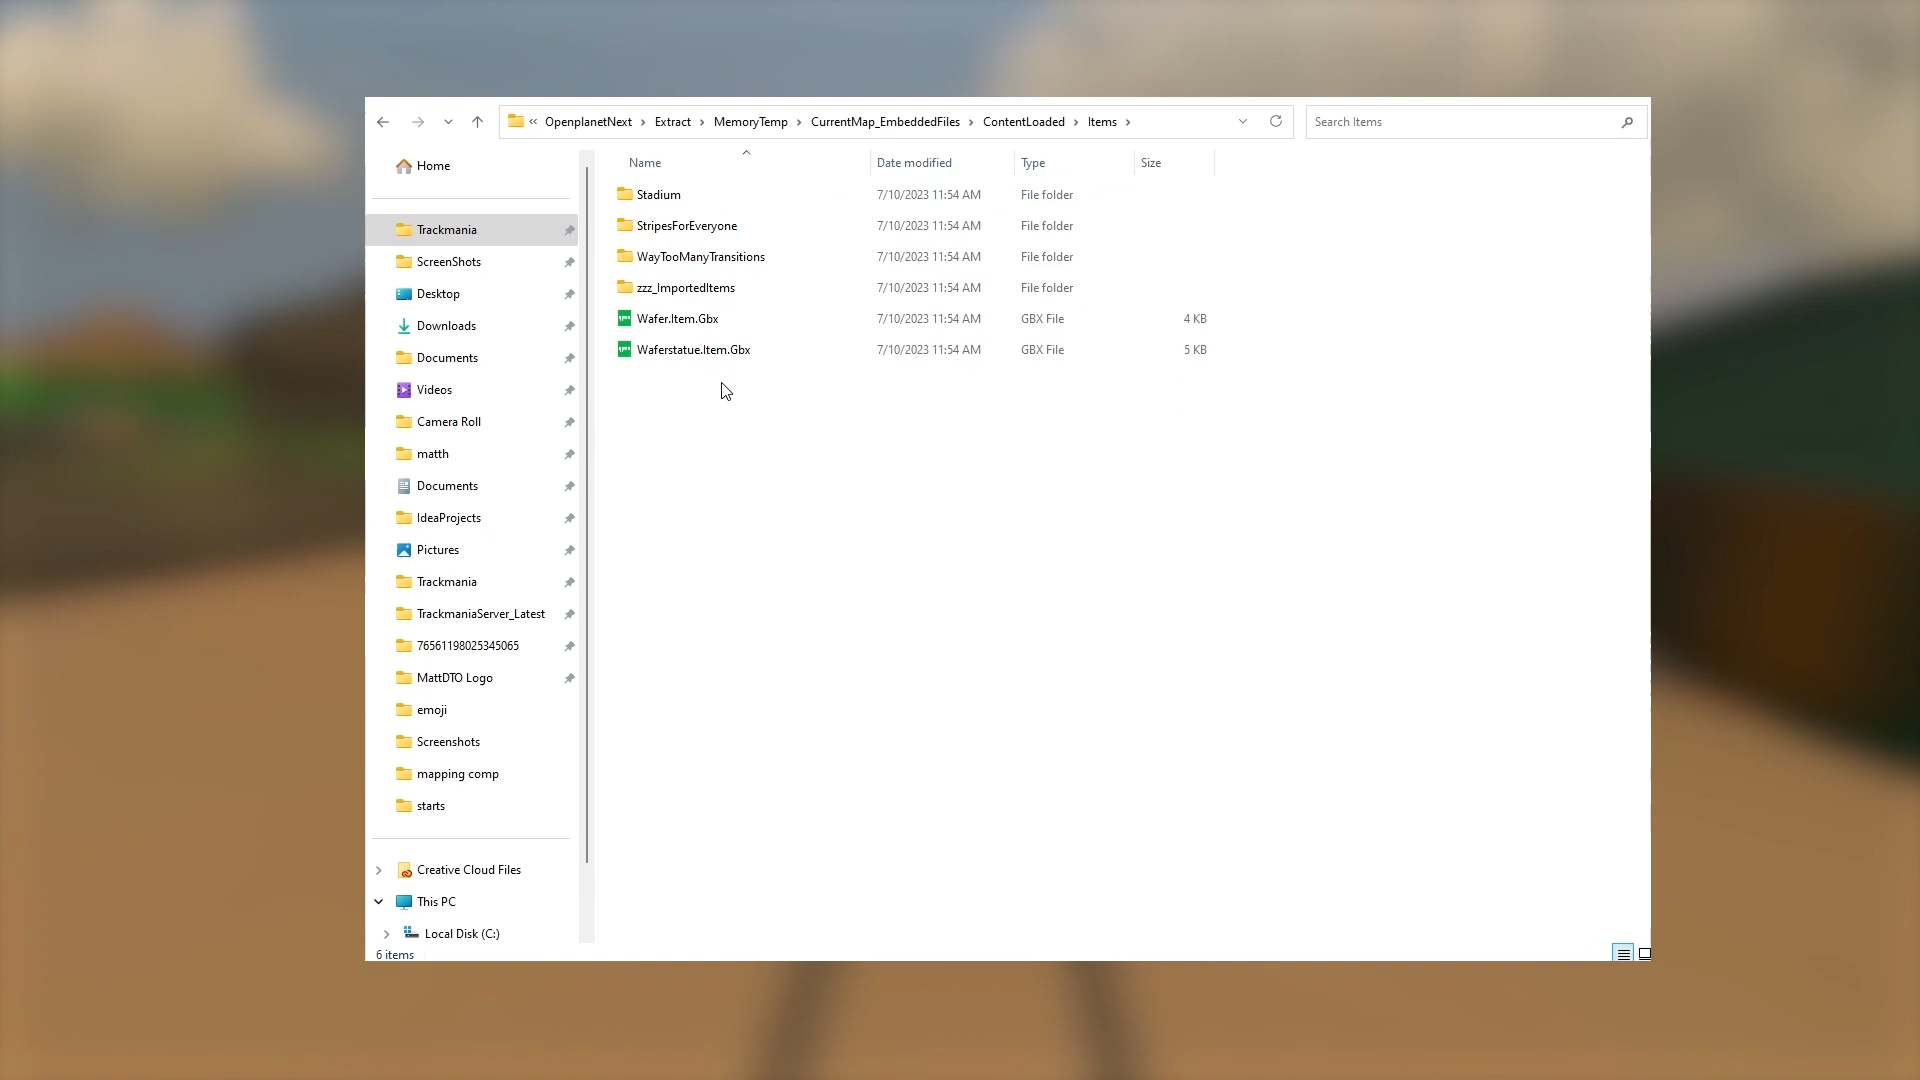 « OpenplanetNext › Extract › MemoryTemp › CurrentMap_EmbeddedFiles › ContentLoaded › Items ›
Search Items
Name Date modified Type Size
Stadium 7/10/2023 11:54 AM File folder
StripesForEveryone 7/10/2023 11:54 AM File folder
WayTooManyTransitions 7/10/2023 11:54 AM File folder
zzz_ImportedItems 7/10/2023 11:54 AM File folder
Wafer.Item.Gbx 7/10/2023 11:54 AM GBX File 4 KB
Waferstatue.Item.Gbx 7/10/2023 11:54 AM GBX File 5 KB
Home
Trackmania
ScreenShots
Desktop
Downloads
Documents
Videos
Camera Roll
matth
Documents
IdeaProjects
Pictures
Trackmania
TrackmaniaServer_Latest
76561198025345065
MattDTO Logo
emoji
Screenshots
mapping comp
starts
Creative Cloud Files
This PC
Local Disk (C:)
6 items